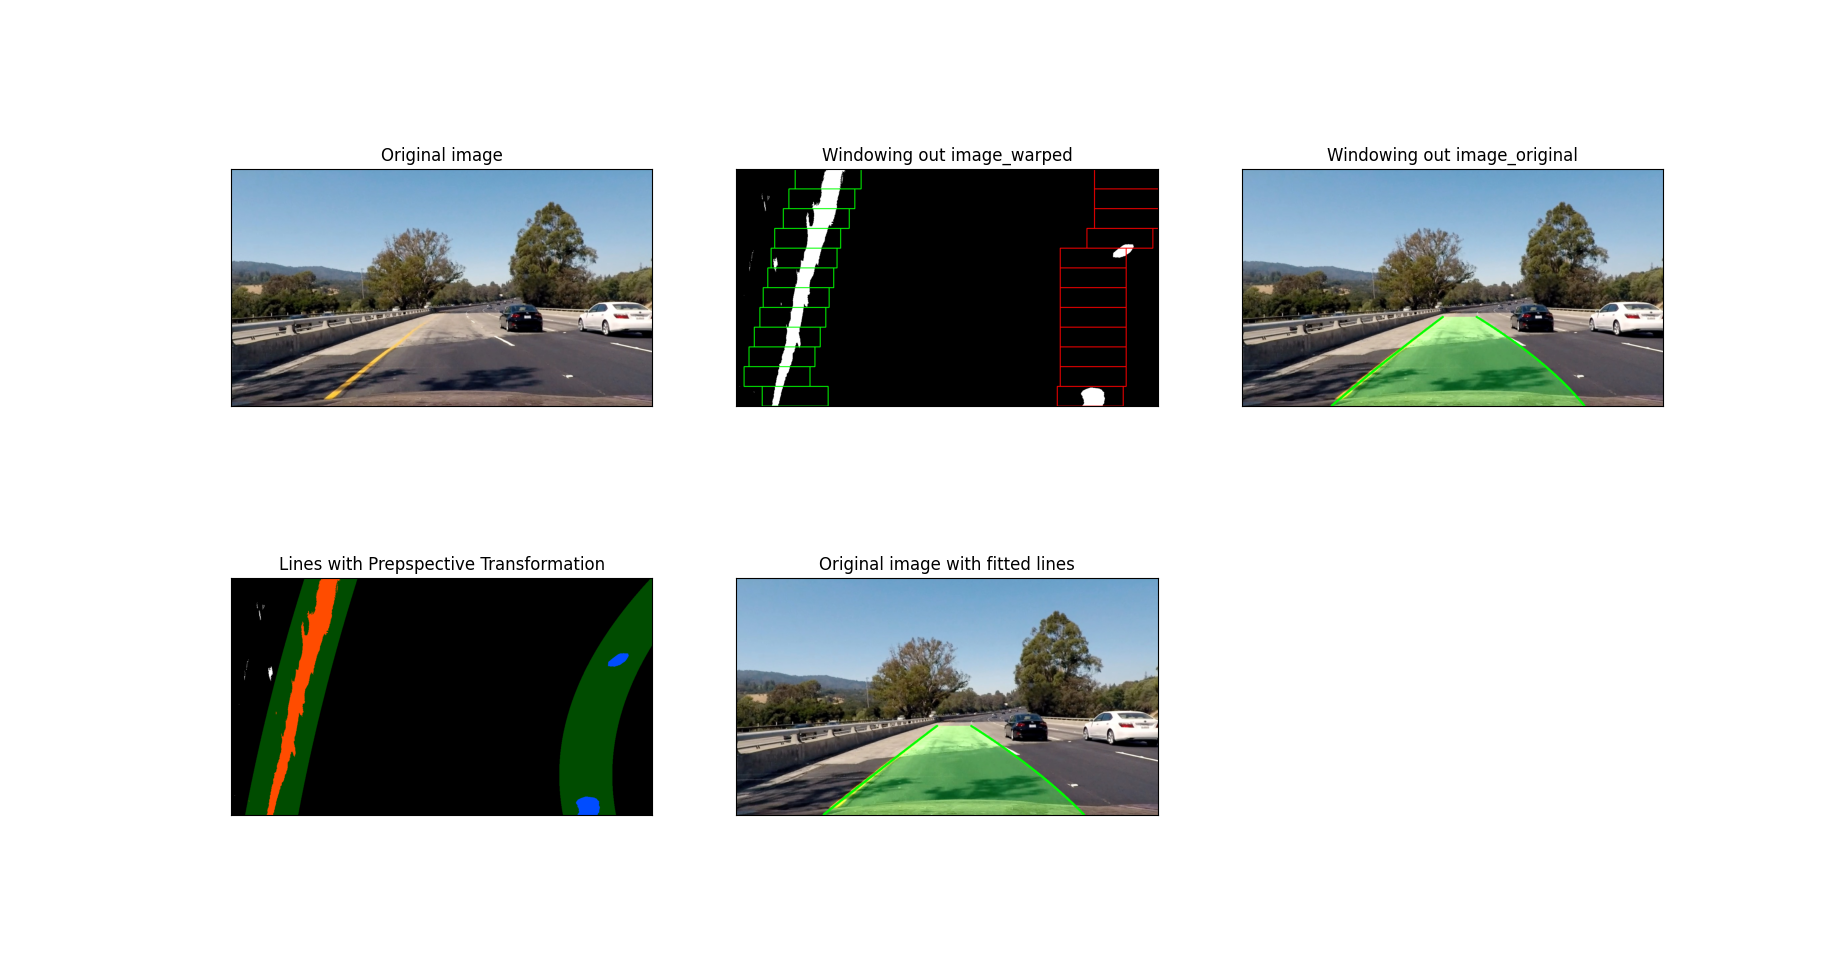 Original image
Windowing out image_warped
Windowing out image_original
Lines with Prepspective Transformation
Original image with fitted lines